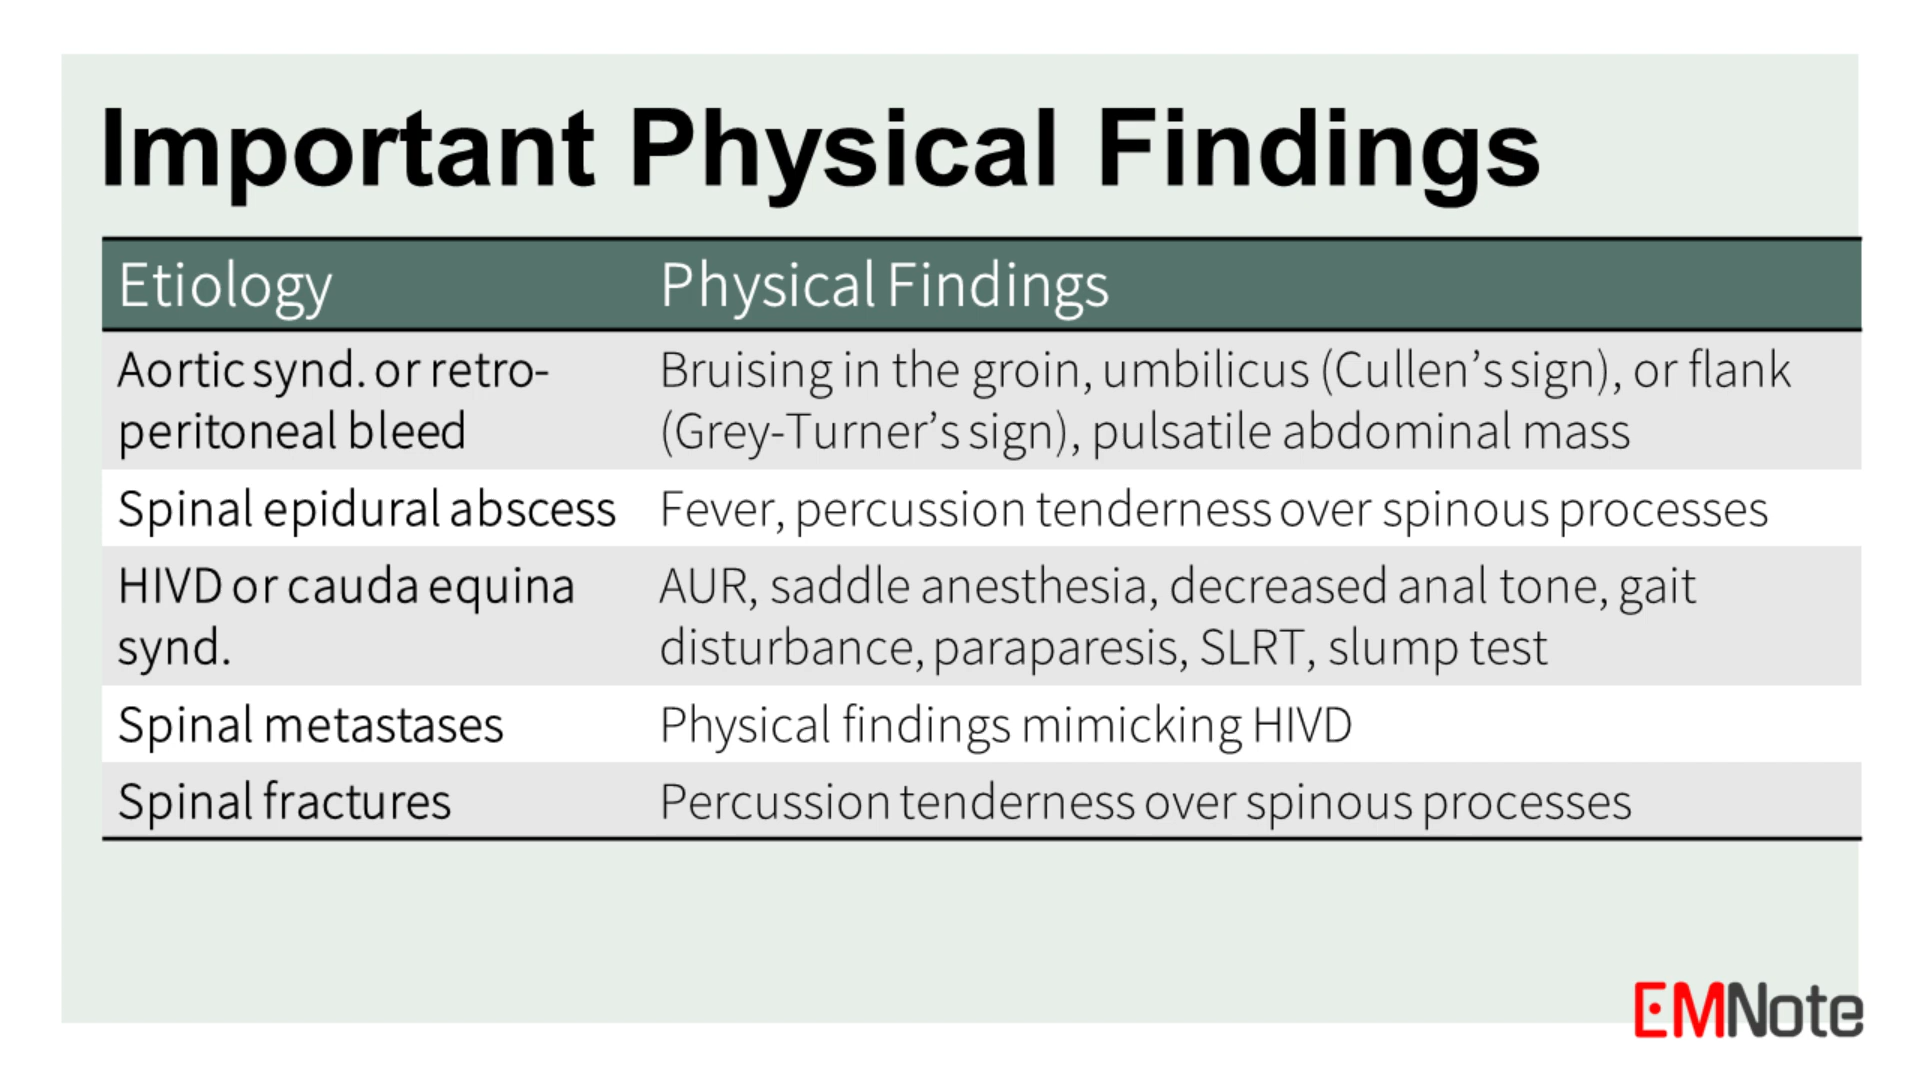 Important Physical Findings
Etiology Physical Findings
Aortic synd. or retro-
peritoneal bleed
Bruising in the groin, umbilicus (Cullen’s sign), or flank
(Grey-Turner’s sign), pulsatile abdominal mass
Spinal epidural abscess
Fever, percussion tenderness over spinous processes
HIVD or cauda equina
synd.
AUR, saddle anesthesia, decreased anal tone, gait
disturbance, paraparesis, SLRT, slump test
Spinal metastases
Physical findings mimicking HIVD
Spinal fractures
Percussion tenderness over spinous processes
EMNote